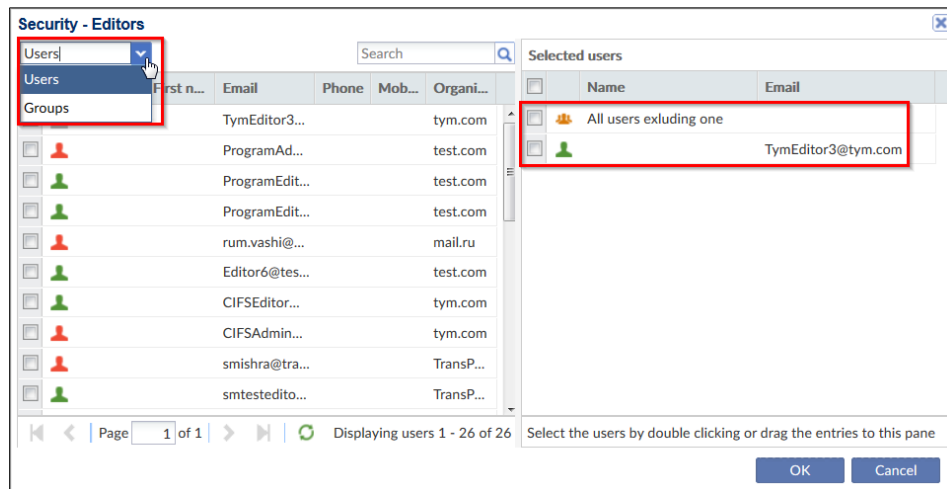 Security - Editors
Users
Search
Selected users
Users
Groups
First n... Email Phone Mob... Organi...
Name Email
TymEditor3... tym.com
All users exluding one
ProgramAd... test.com
TymEditor3@tym.com
ProgramEdit... test.com
ProgramEdit... test.com
rum.vashi@... mail.ru
Editor6@tes... test.com
CIFSEditor... tym.com
CIFSAdmin... tym.com
smishra@tra... TransP...
smtestedito... TransP...
Page 1 of 1 Displaying users 1 - 26 of 26
Select the users by double clicking or drag the entries to this pane
OK Cancel